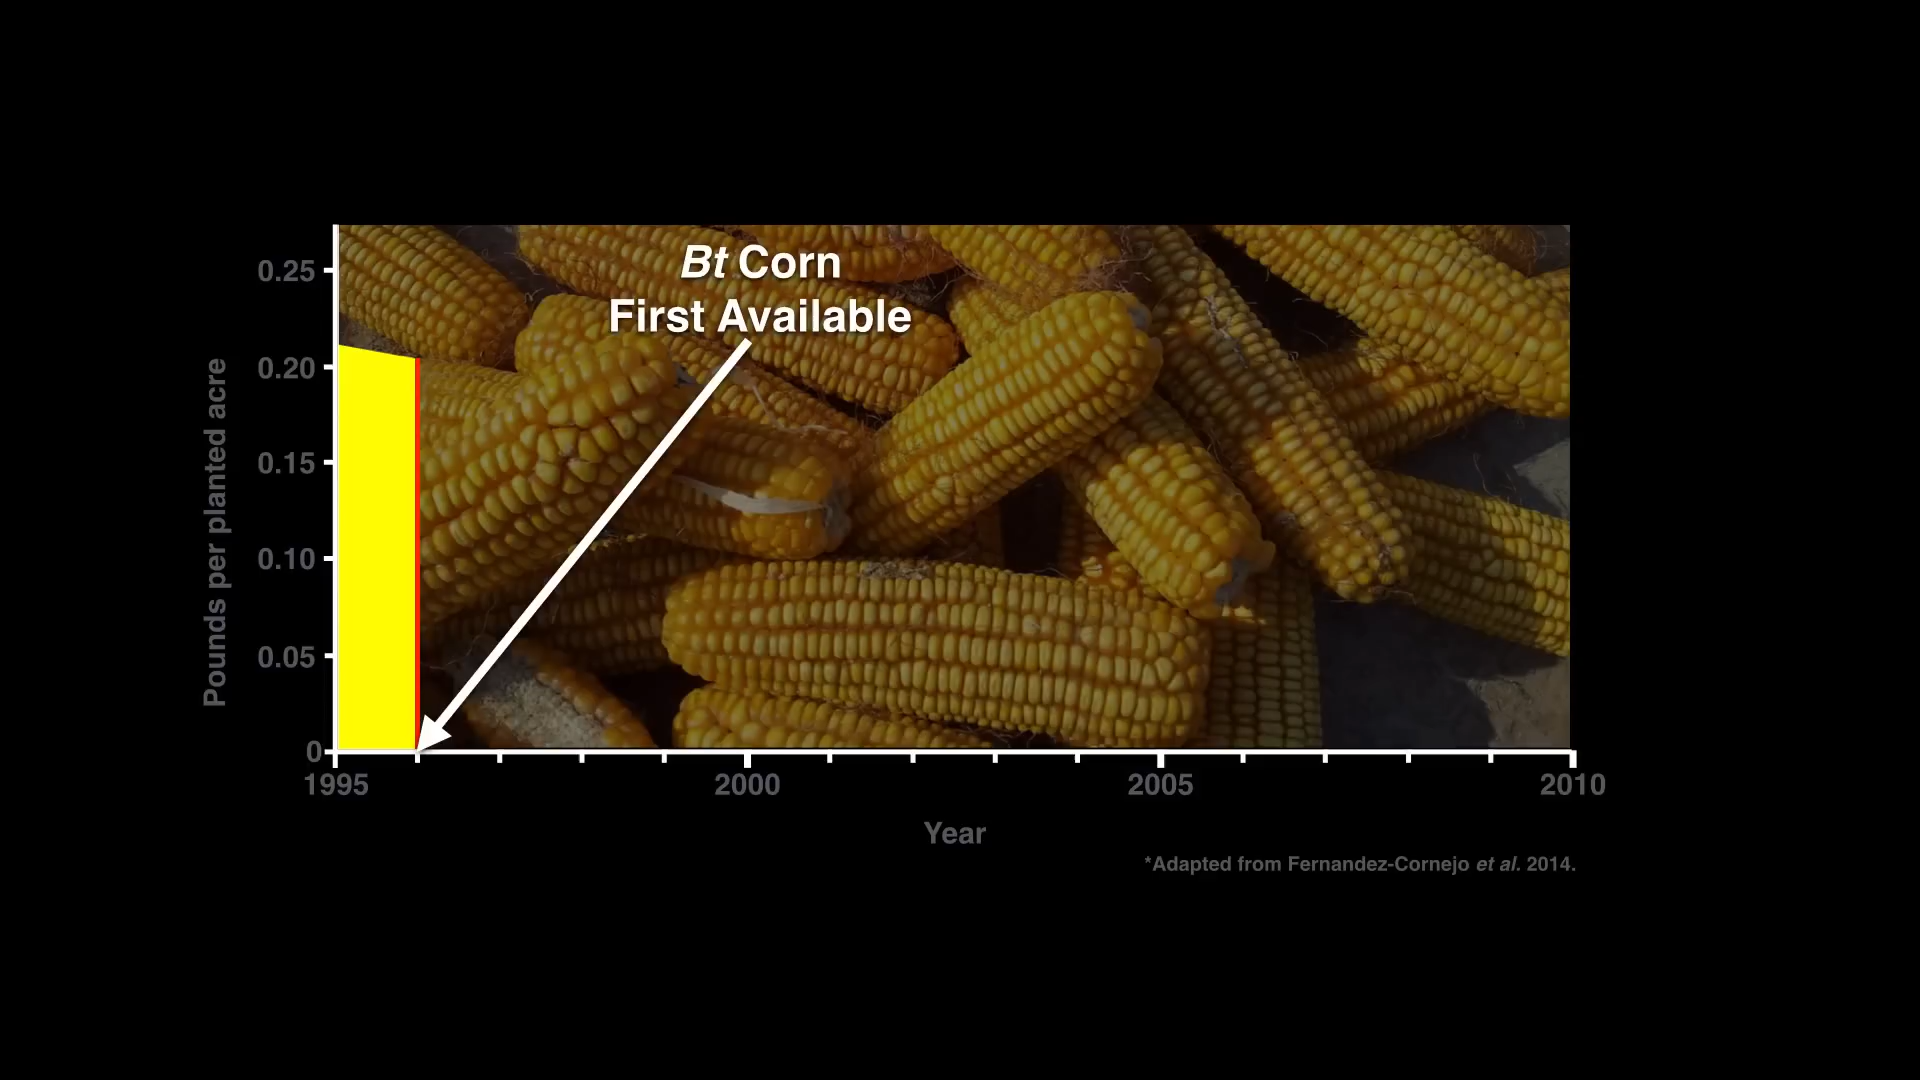 Bt Corn
First Available
0.25
0.20
0.15
0.10
0.05
0
Pounds per planted acre
1995
2000
2005
2010
Year
*Adapted from Fernandez-Cornejo et al. 2014.